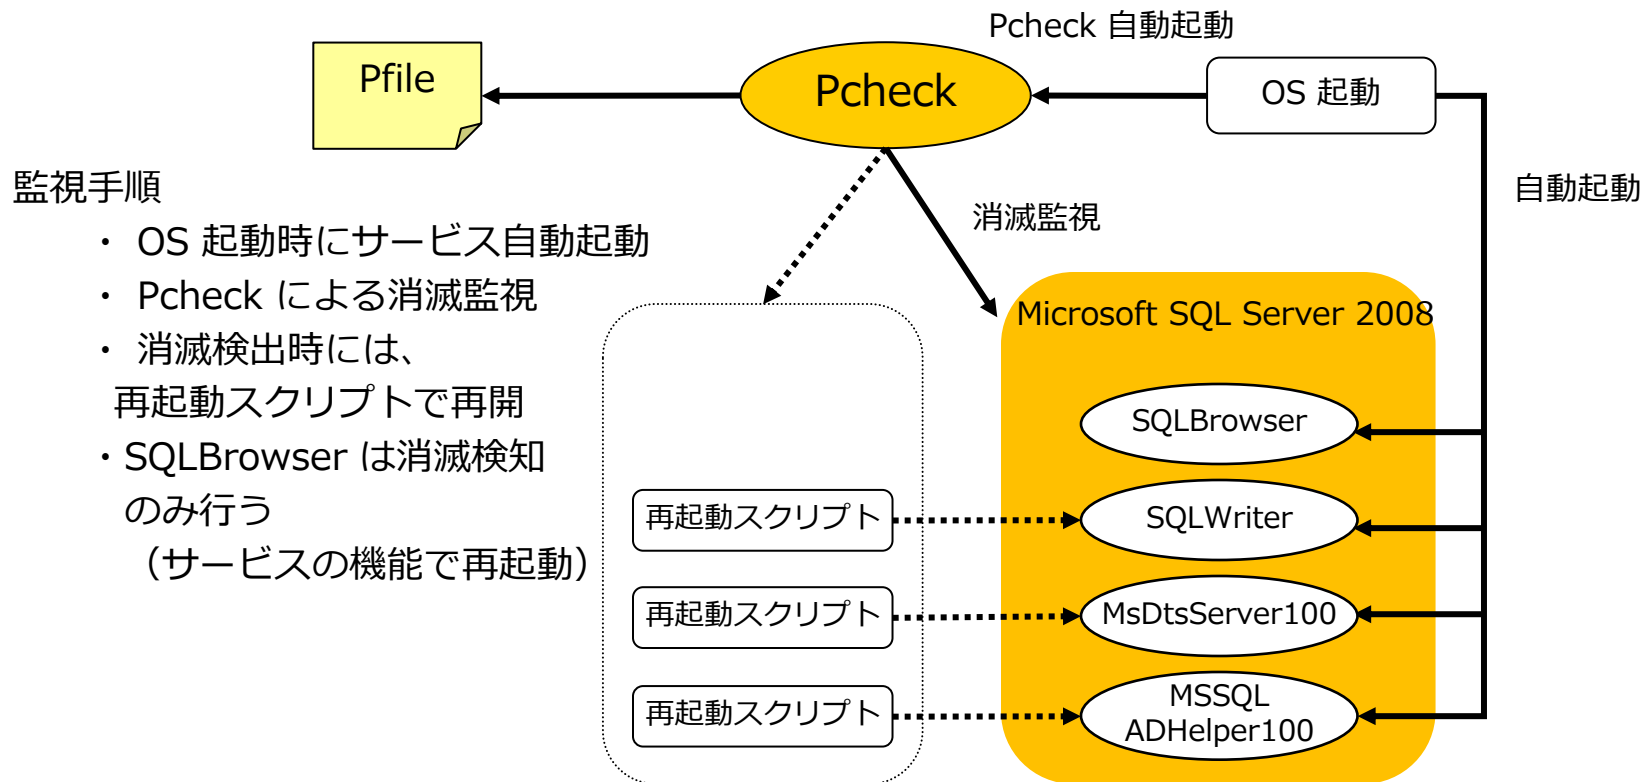 Pcheck 自動起動
Pfile
Pcheck
OS 起動
監視手順
自動起動
消滅監視
・ OS 起動時にサービス自動起動
・ Pcheck による消滅監視
・ 消滅検出時には、
再起動スクリプトで再開
・SQLBrowser は消滅検知
のみ行う
（サービスの機能で再起動）
Microsoft SQL Server 2008
SQLBrowser
再起動スクリプト
SQLWriter
再起動スクリプト
MsDtsServer100
再起動スクリプト
MSSQL
ADHelper100